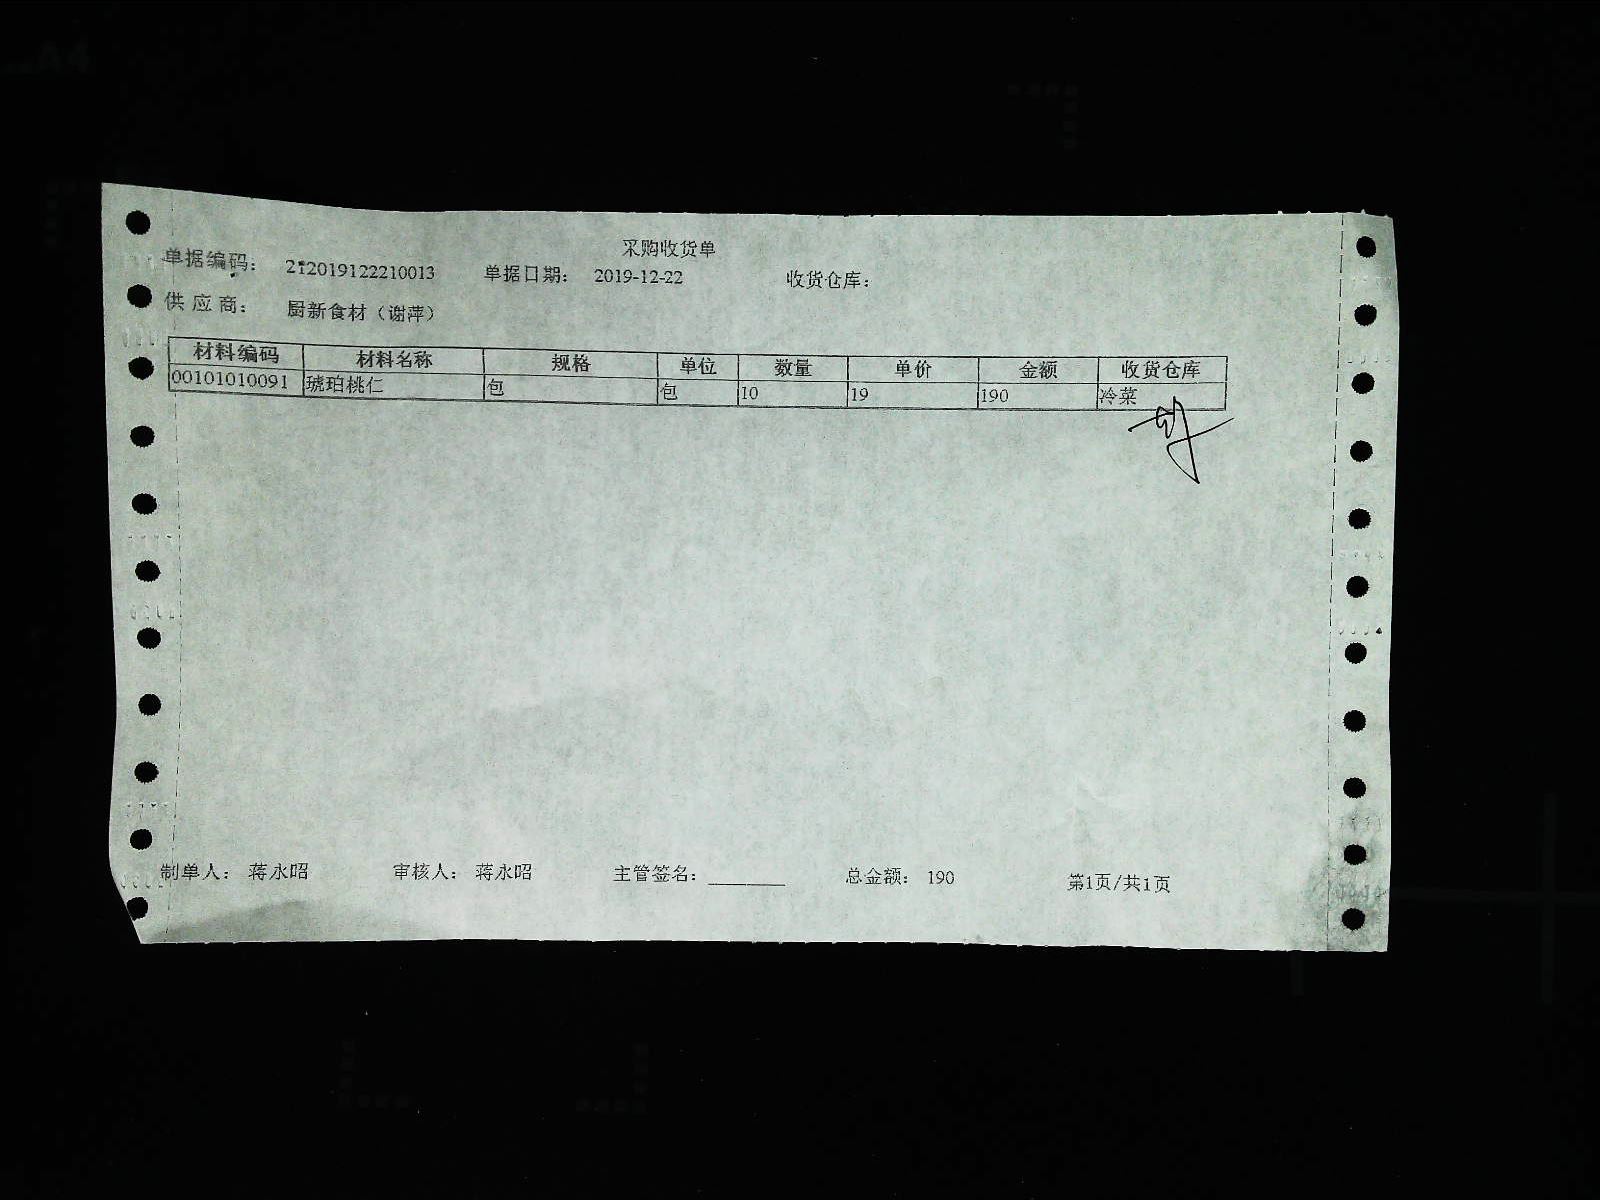 采购收货单
单据编码： 212019122210013 单据日期： 2019-12-22 收货仓库：
供应商： 厨新食材（谢萍）
材料编码 材料名称 规格 单位 数量 单价 金额 收货仓库
00101010091 琥珀桃仁 包 包 10 19 190 冷菜
制单人： 蒋永昭 审核人： 蒋永昭 主管签名：________ 总金额： 190 第1页/共1页